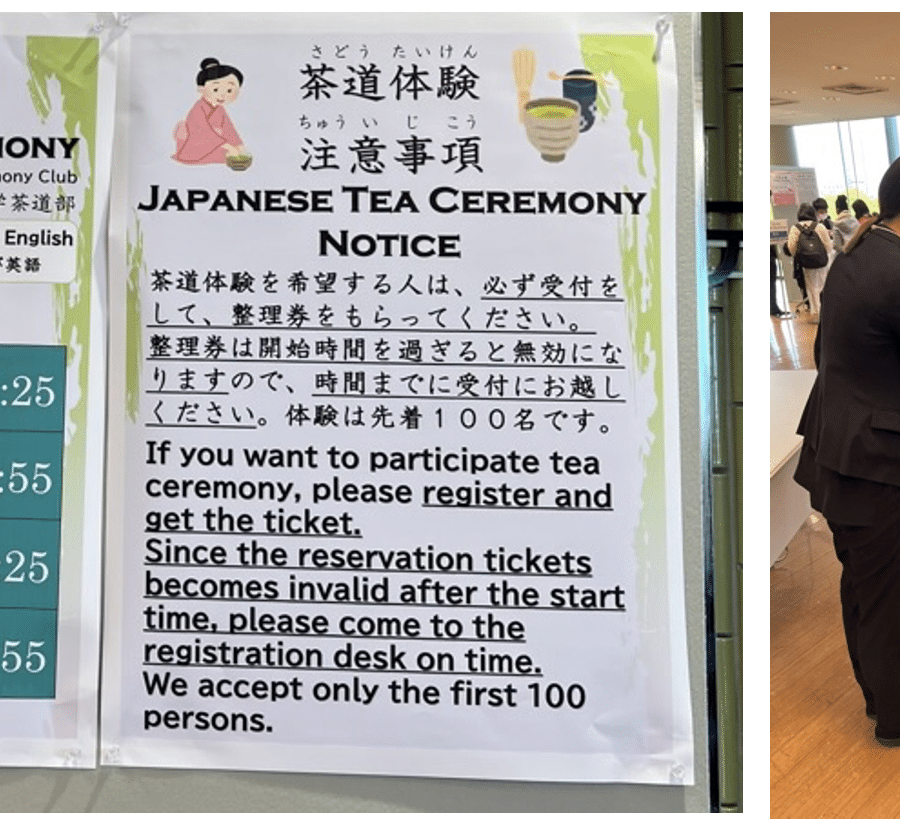 MONY
mony Club
茶道部
English
英語
:25
:55
:25
55
さどう たいけん
茶道体験
ちゅう い じ こう
注意事項
JAPANESE TEA CEREMONY
NOTICE
茶道体験を希望する人は、必ず受付を
して、整理券をもらってください。
整理券は開始時間を過ぎると無効にな
りますので、時間までに受付にお越し
ください。体験は先着１００名です。
If you want to participate tea
ceremony, please register and
get the ticket.
Since the reservation tickets
becomes invalid after the start
time, please come to the
registration desk on time.
We accept only the first 100
persons.